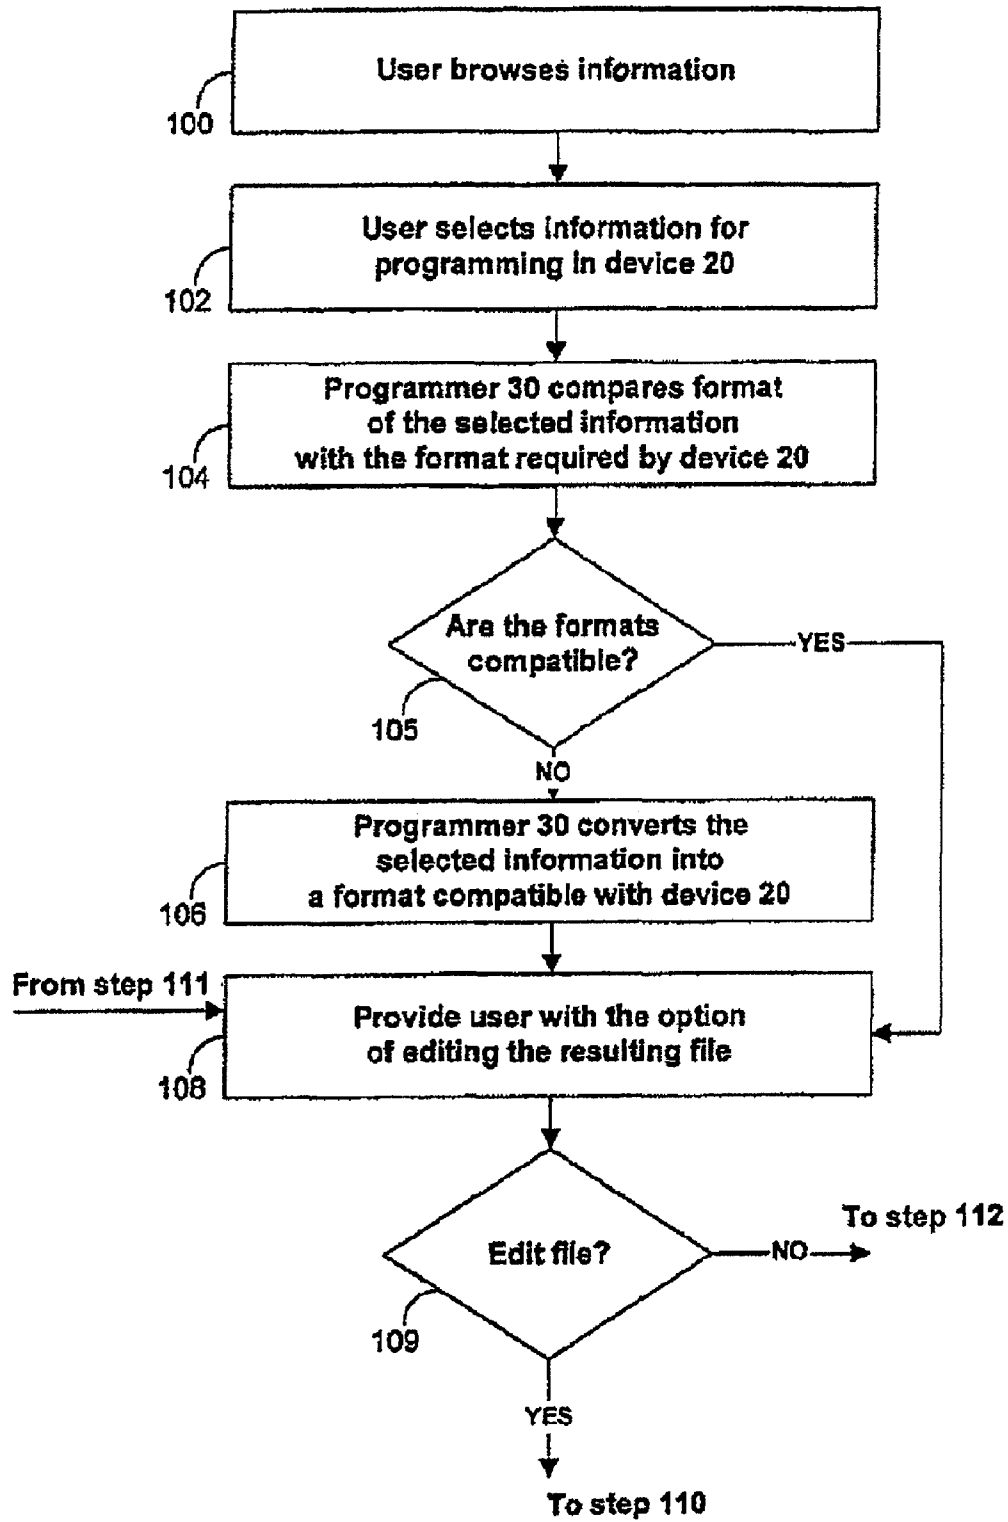 User browses information
100
User selects information for
programming in device 20
102
Programmer 30 compares format
of the selected information
with the format required by device 20
104
Are the formats
compatible?
YES
105
NO
Programmer 30 converts the
selected information into
a format compatible with device 20
106
From step 111
Provide user with the option
of editing the resulting file
108
To step 112
Edit file?
NO
109
YES
To step 110